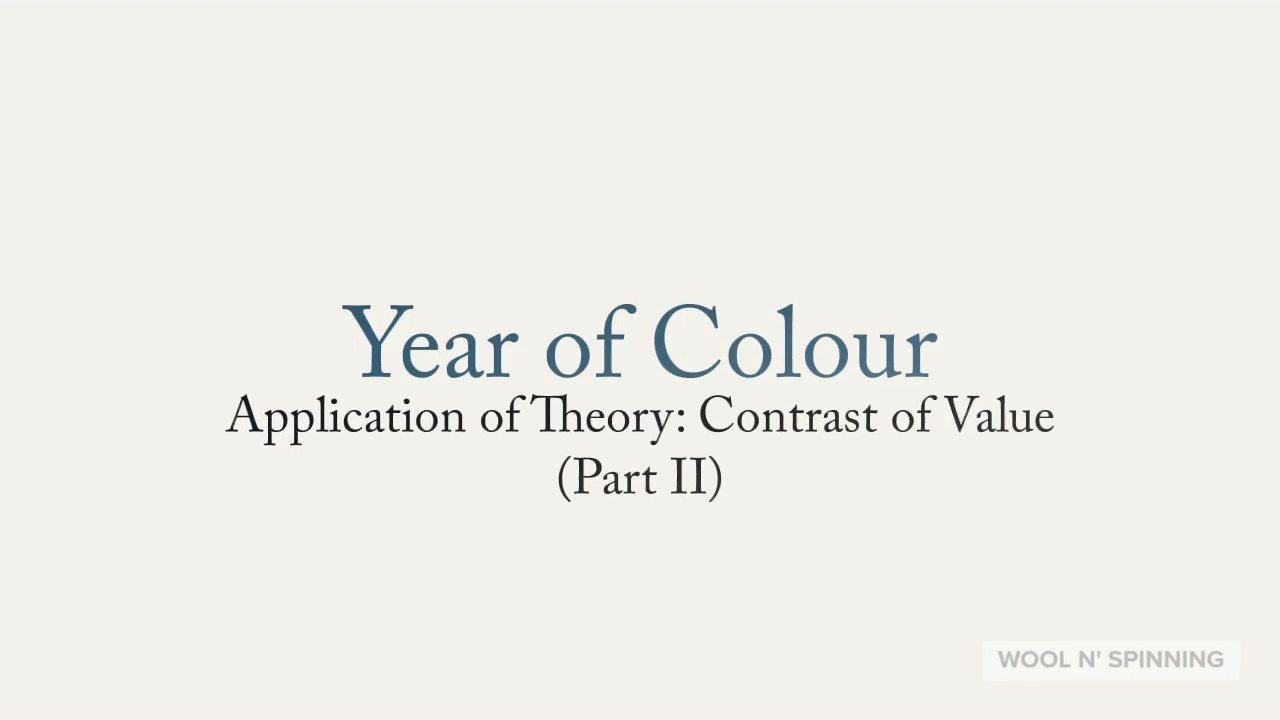 Year of Colour
Application of Theory: Contrast of Value
(Part II)
WOOL N' SPINNING